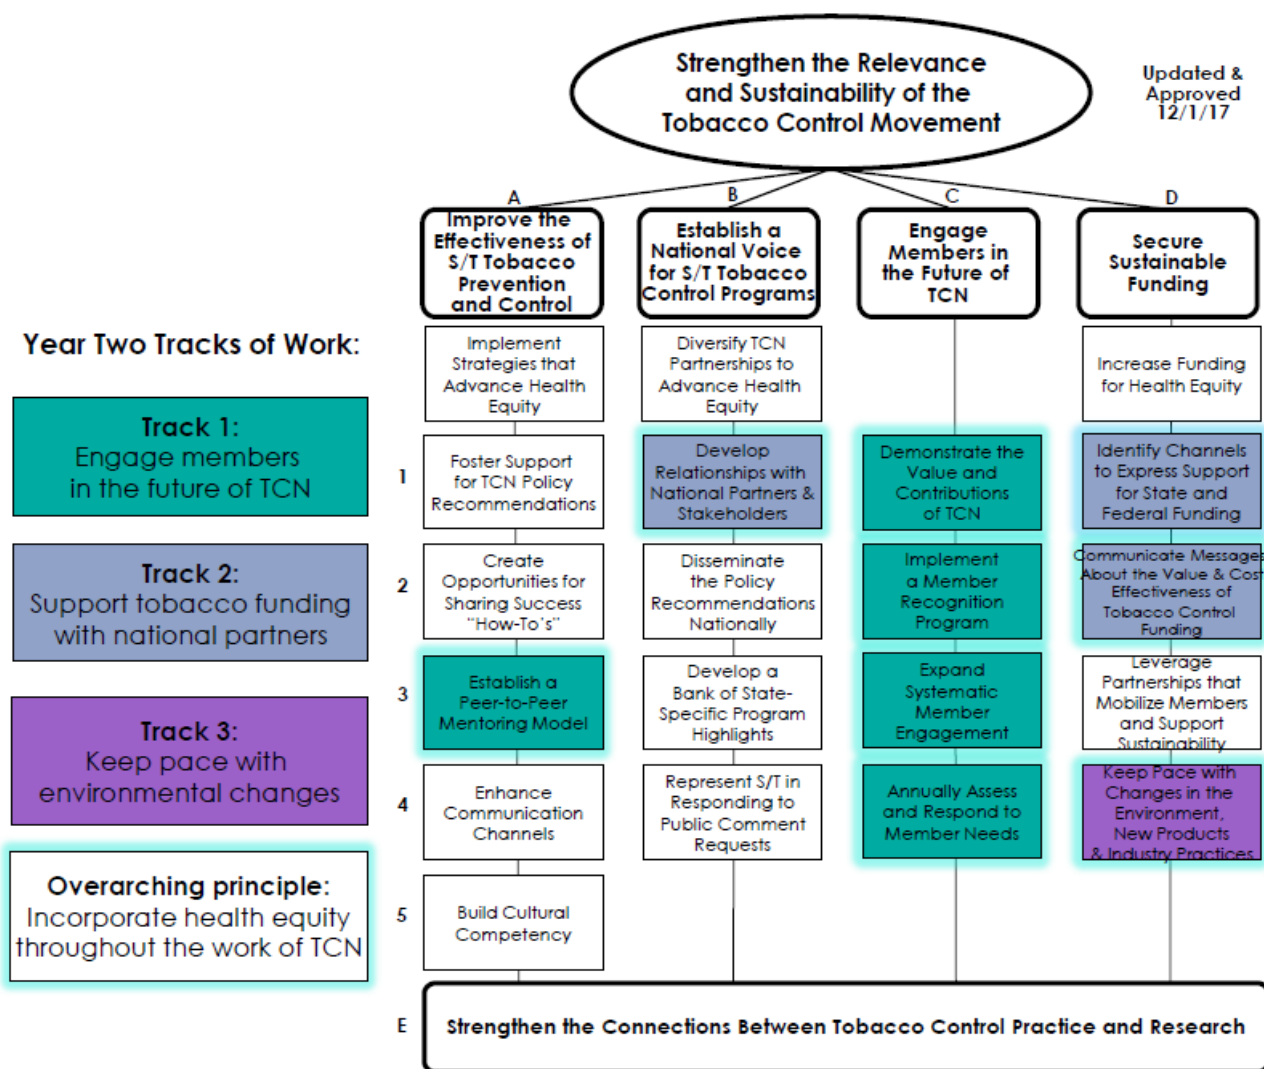 Strengthen the Relevance
and Sustainability of the
Tobacco Control Movement
Updated &
Approved
12/1/17
A
B
C
D
Improve the
Effectiveness of
S/T Tobacco
Prevention
and Control
Establish a
National Voice
for S/T Tobacco
Control Programs
Engage
Members in
the Future of
TCN
Secure
Sustainable
Funding
Year Two Tracks of Work:
Track 1:
Engage members
in the future of TCN
Track 2:
Support tobacco funding
with national partners
Track 3:
Keep pace with
environmental changes
Overarching principle:
Incorporate health equity
throughout the work of TCN
Implement
Strategies that
Advance Health
Equity
Diversify TCN
Partnerships to
Advance Health
Equity
Increase Funding
for Health Equity
1
Foster Support
for TCN Policy
Recommendations
Develop
Relationships with
National Partners &
Stakeholders
Demonstrate the
Value and
Contributions
of TCN
Identify Channels
to Express Support
for State and
Federal Funding
2
Create
Opportunities for
Sharing Success
"How-To's"
Disseminate
the Policy
Recommendations
Nationally
Implement
a Member
Recognition
Program
Communicate Messages
About the Value & Cost
Effectiveness of
Tobacco Control
Funding
3
Establish a
Peer-to-Peer
Mentoring Model
Develop a
Bank of State-
Specific Program
Highlights
Expand
Systematic
Member
Engagement
Leverage
Partnerships that
Mobilize Members
and Support
Sustainability
4
Enhance
Communication
Channels
Represent S/T in
Responding to
Public Comment
Requests
Annually Assess
and Respond to
Member Needs
Keep Pace with
Changes in the
Environment,
New Products
& Industry Practices
5
Build Cultural
Competency
E
Strengthen the Connections Between Tobacco Control Practice and Research